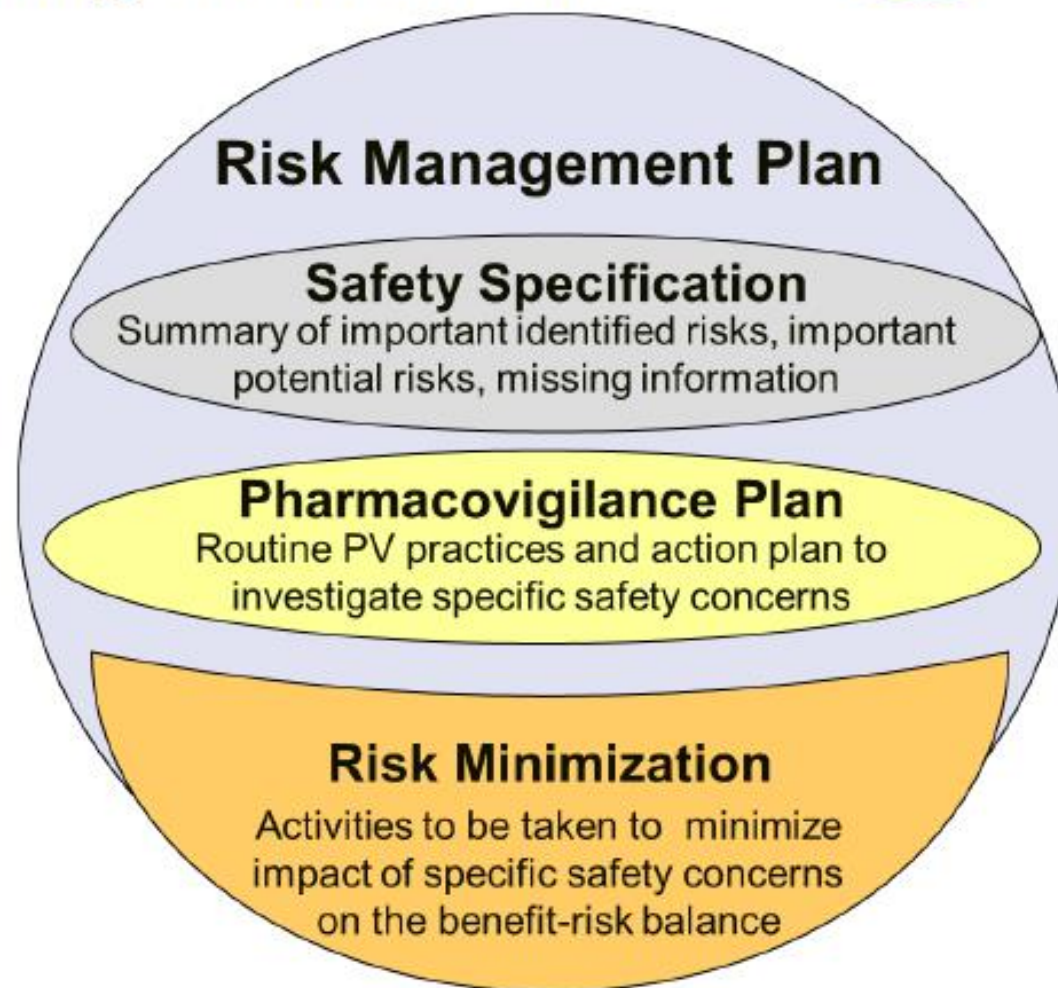 Risk Management Plan
Safety Specification
Summary of important identified risks, important
potential risks, missing information
Pharmacovigilance Plan
Routine PV practices and action plan to
investigate specific safety concerns
Risk Minimization
Activities to be taken to minimize
impact of specific safety concerns
on the benefit-risk balance